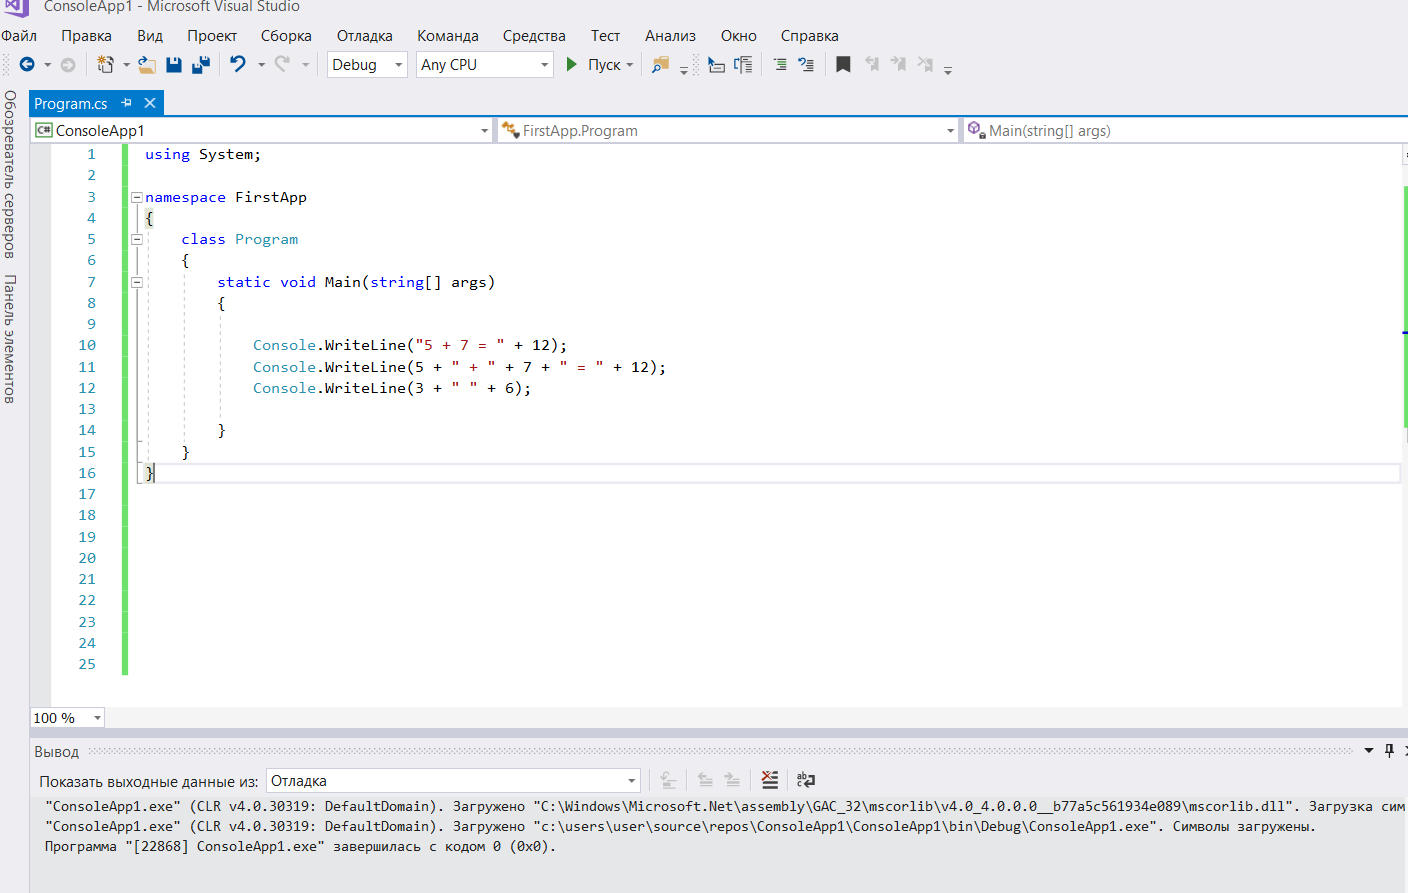 ConsoleApp1 - Microsoft Visual Studio
Файл Правка Вид Проект Сборка Отладка Команда Средства Тест Анализ Окно Справка
Debug Any CPU Пуск
Обозреватель серверов
Панель элементов
Program.cs
C# ConsoleApp1 FirstApp.Program Main(string[] args)
1 using System;
2
3 namespace FirstApp
4 {
5 class Program
6 {
7 static void Main(string[] args)
8 {
9
10 Console.WriteLine("5 + 7 = " + 12);
11 Console.WriteLine(5 + " + " + 7 + " = " + 12);
12 Console.WriteLine(3 + " " + 6);
13
14 }
15 }
16 }
17
18
19
20
21
22
23
24
25
100 %
Вывод
Показать выходные данные из: Отладка
"ConsoleApp1.exe" (CLR v4.0.30319: DefaultDomain). Загружено "C:\Windows\Microsoft.Net\assembly\GAC_32\mscorlib\v4.0_4.0.0.0__b77a5c561934e089\mscorlib.dll". Загрузка сим
"ConsoleApp1.exe" (CLR v4.0.30319: DefaultDomain). Загружено "c:\users\user\source\repos\ConsoleApp1\ConsoleApp1\bin\Debug\ConsoleApp1.exe". Символы загружены.
Программа "[22868] ConsoleApp1.exe" завершилась с кодом 0 (0x0).